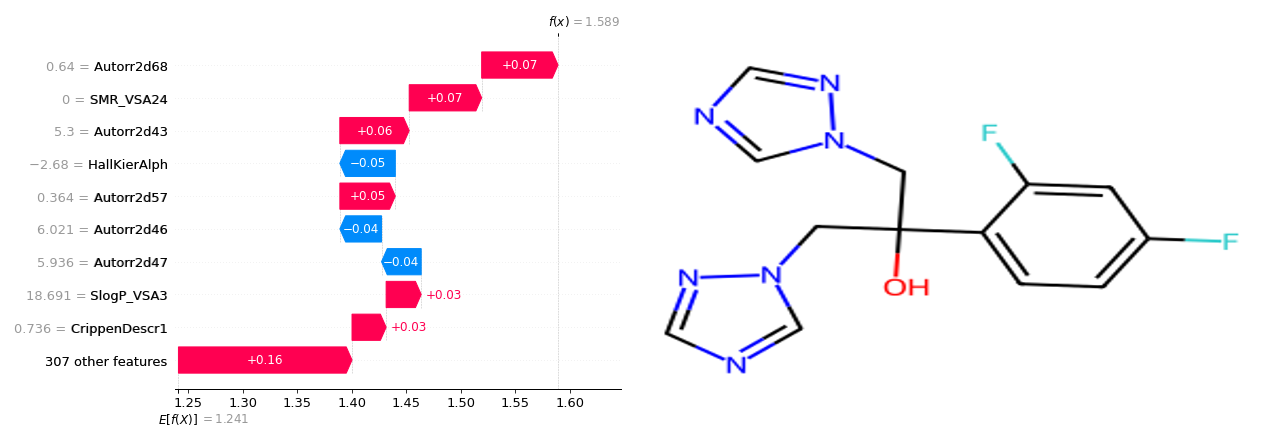 f(x) = 1.589
0.64 = Autorr2d68
+0.07
0 = SMR_VSA24
+0.07
5.3 = Autorr2d43
+0.06
−2.68 = HallKierAlph
−0.05
0.364 = Autorr2d57
+0.05
6.021 = Autorr2d46
−0.04
5.936 = Autorr2d47
−0.04
18.691 = SlogP_VSA3
+0.03
0.736 = CrippenDescr1
+0.03
307 other features
+0.16
1.25 1.30 1.35 1.40 1.45 1.50 1.55 1.60
E[f(X)] = 1.241
N
N
N
F
F
OH
N
N
N